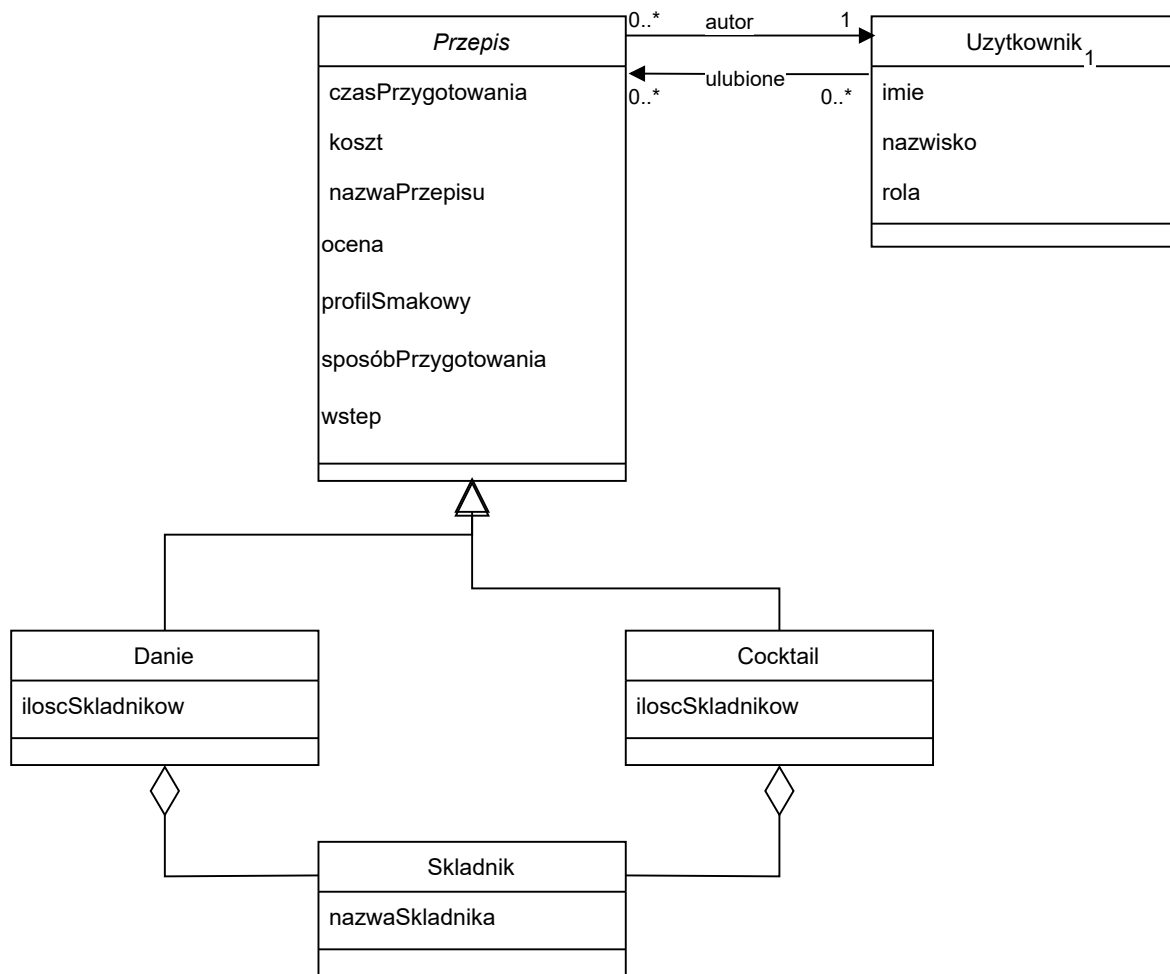 Przepis
czasPrzygotowania
koszt
nazwaPrzepisu
ocena
profilSmakowy
sposóbPrzygotowania
wstep
0..* autor 1
ulubione
0..* 0..*
Uzytkownik
1
imie
nazwisko
rola
Danie
iloscSkladnikow
Cocktail
iloscSkladnikow
Skladnik
nazwaSkladnika